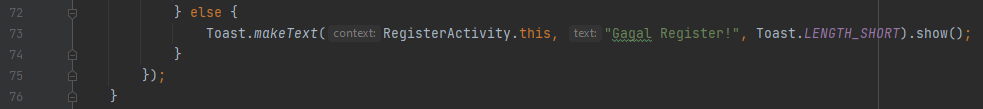 72 } else {
73 Toast.makeText( context: RegisterActivity.this, text: "Gagal Register!", Toast.LENGTH_SHORT).show();
74 }
75 });
76 }